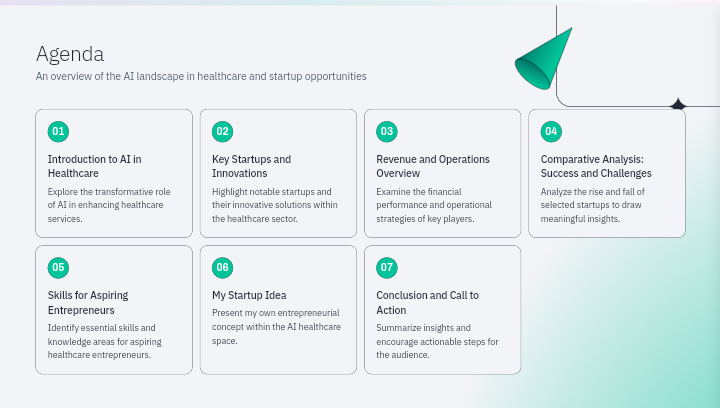 Agenda
An overview of the AI landscape in healthcare and startup opportunities
01
Introduction to AI in
Healthcare
Explore the transformative role
of AI in enhancing healthcare
services.
02
Key Startups and
Innovations
Highlight notable startups and
their innovative solutions within
the healthcare sector.
03
Revenue and Operations
Overview
Examine the financial
performance and operational
strategies of key players.
04
Comparative Analysis:
Success and Challenges
Analyze the rise and fall of
selected startups to draw
meaningful insights.
05
Skills for Aspiring
Entrepreneurs
Identify essential skills and
knowledge areas for aspiring
healthcare entrepreneurs.
06
My Startup Idea
Present my own entrepreneurial
concept within the AI healthcare
space.
07
Conclusion and Call to
Action
Summarize insights and
encourage actionable steps for
the audience.